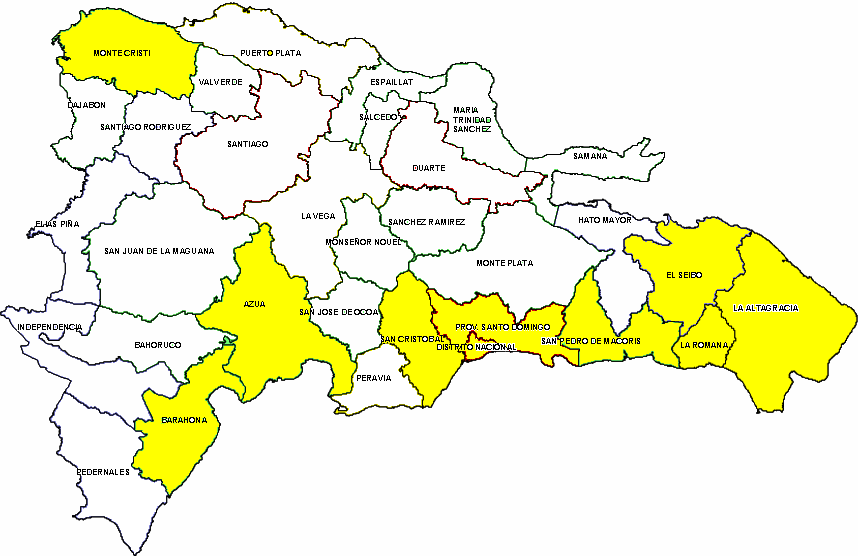 MONTE CRISTI
PUERTO PLATA
VALVERDE
ESPAILLAT
DAJABON
SALCEDO
MARIA
TRINIDAD
SANCHEZ
SANTIAGO RODRIGUEZ
SANTIAGO
SAMANA
DUARTE
ELIAS PIÑA
LA VEGA
SANCHEZ RAMIREZ
HATO MAYOR
SAN JUAN DE LA MAGUANA
MONSEÑOR NOUEL
MONTE PLATA
EL SEIBO
AZUA
SAN JOSE DE OCOA
LA ALTAGRACIA
INDEPENDENCIA
PROV. SANTO DOMINGO
BAHORUCO
SAN CRISTOBAL
DISTRITO NACIONAL
SAN PEDRO DE MACORIS
LA ROMANA
PERAVIA
BARAHONA
PEDERNALES